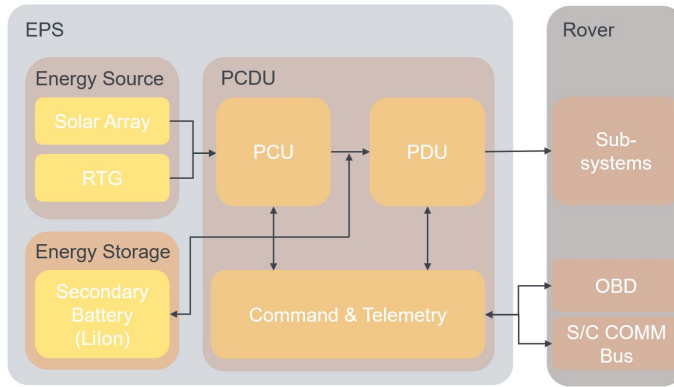 EPS
Rover
Energy Source
PCDU
Solar Array
RTG
PCU
PDU
Sub-
systems
Energy Storage
Secondary
Battery
(LiIon)
Command & Telemetry
OBD
S/C COMM
Bus